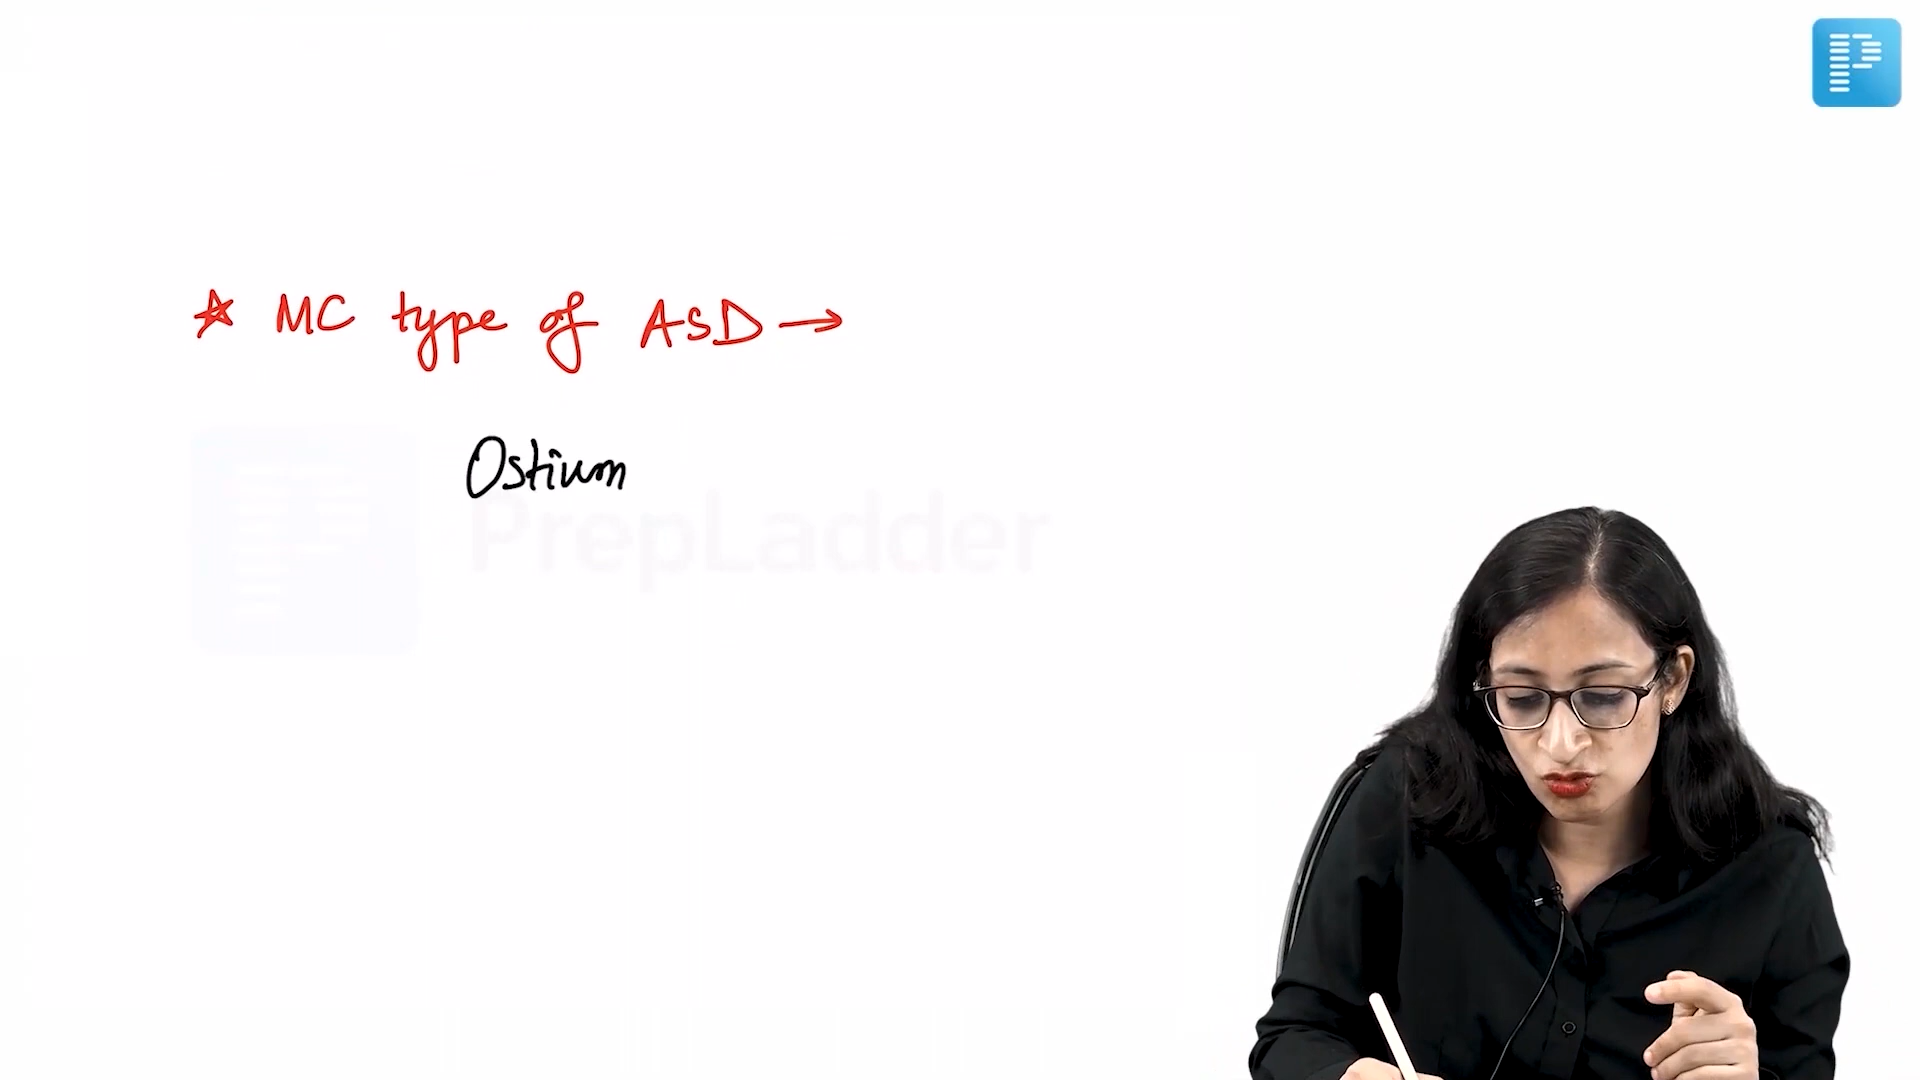 ☆ MC type of ASD →
Ostium
PrepLadder